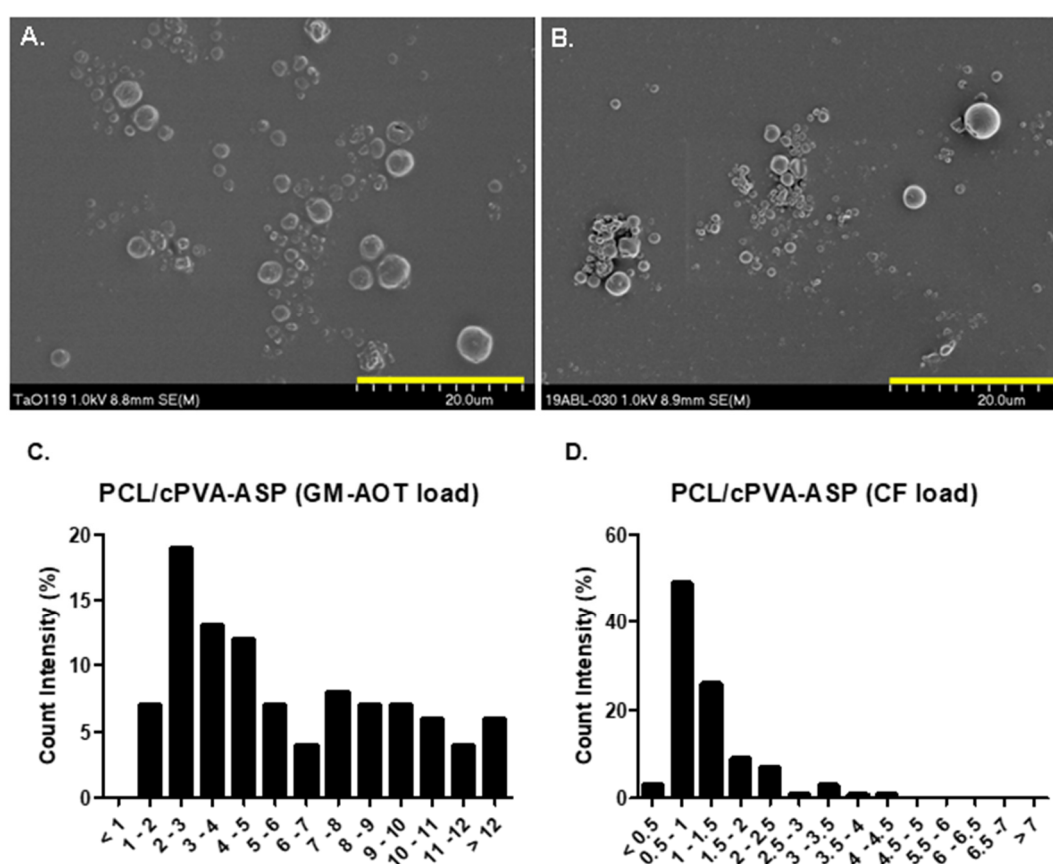 A.
B.
TaO119 1.0kV 8.8mm SE(M)
20.0um
19ABL-030 1.0kV 8.9mm SE(M)
20.0um
C.
D.
PCL/cPVA-ASP (GM-AOT load)
PCL/cPVA-ASP (CF load)
Count Intensity (%)
20
15
10
5
0
< 1
1 - 2
2 - 3
3 - 4
4 - 5
5 - 6
6 -7
7 - 8
8 - 9
9 - 10
10 - 11
11 -12
> 12
Count Intensity (%)
60
40
20
0
< 0.5
0.5 - 1
1 - 1.5
1.5 - 2
2 - 2.5
2.5 - 3
3 - 3.5
3.5 - 4
4 - 4.5
4.5 - 5
5.5 - 6
6 - 6.5
6.5 -7
> 7